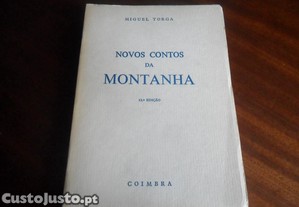 MIGUEL TORGA
NOVOS CONTOS
DA
MONTANHA
COIMBRA
CustoJusto.pt